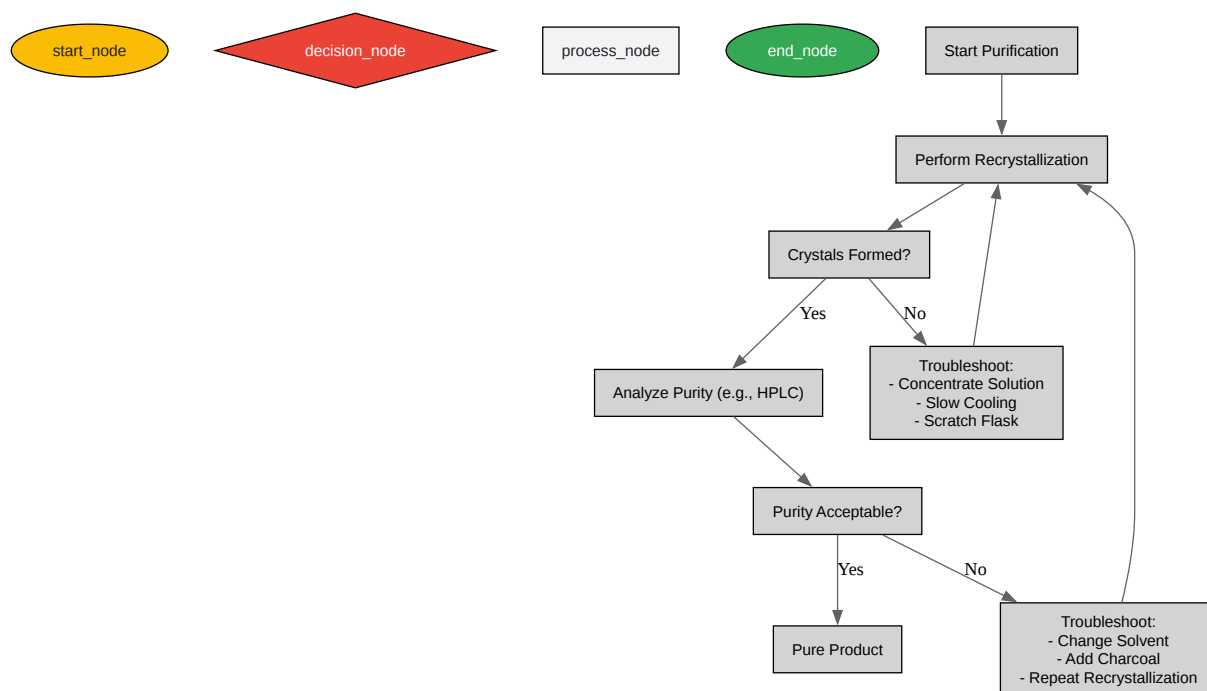 start_node
decision_node
process_node
end_node
Start Purification
Perform Recrystallization
Crystals Formed?
Yes
No
Troubleshoot:
- Concentrate Solution
- Slow Cooling
- Scratch Flask
Analyze Purity (e.g., HPLC)
Purity Acceptable?
Yes
No
Pure Product
Troubleshoot:
- Change Solvent
- Add Charcoal
- Repeat Recrystallization